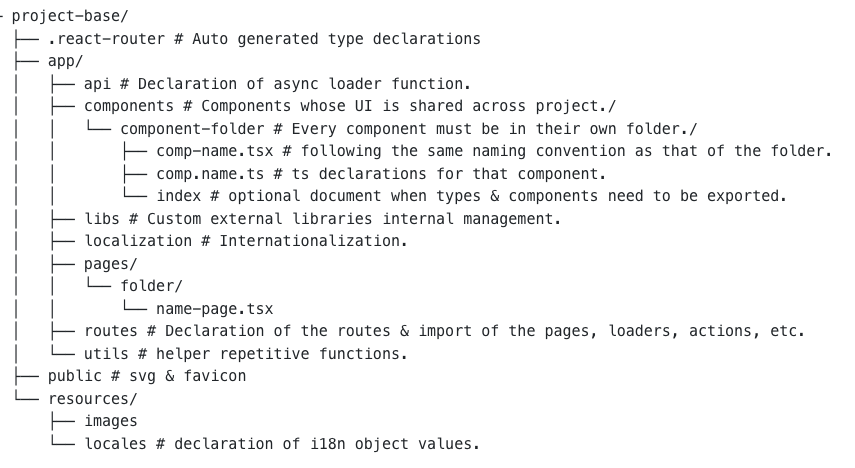 project-base/
├── .react-router # Auto generated type declarations
├── app/
│   ├── api # Declaration of async loader function.
│   ├── components # Components whose UI is shared across project./
│   │   └── component-folder # Every component must be in their own folder./
│   │       ├── comp-name.tsx # following the same naming convention as that of the folder.
│   │       ├── comp.name.ts # ts declarations for that component.
│   │       └── index # optional document when types & components need to be exported.
│   ├── libs # Custom external libraries internal management.
│   ├── localization # Internationalization.
│   ├── pages/
│   │   └── folder/
│   │       └── name-page.tsx
│   ├── routes # Declaration of the routes & import of the pages, loaders, actions, etc.
│   └── utils # helper repetitive functions.
├── public # svg & favicon
└── resources/
    ├── images
    └── locales # declaration of i18n object values.